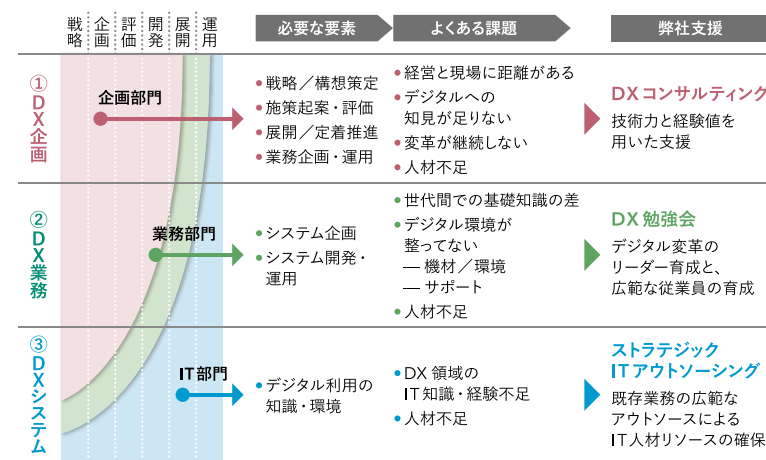 戦略
企画
評価
開発
展開
運用
必要な要素
よくある課題
弊社支援
①DX企画
企画部門
• 戦略／構想策定
• 施策起案・評価
• 展開／定着推進
• 業務企画・運用
• 経営と現場に距離がある
• デジタルへの
知見が足りない
• 変革が継続しない
• 人材不足
DXコンサルティング
技術力と経験値を
用いた支援
②DX業務
業務部門
• システム企画
• システム開発・
運用
• 世代間での基礎知識の差
• デジタル環境が
整ってない
― 機材／環境
― サポート
• 人材不足
DX勉強会
デジタル変革の
リーダー育成と、
広範な従業員の育成
③DXシステム
IT部門
• デジタル利用の
知識・環境
• DX領域の
IT知識・経験不足
• 人材不足
ストラテジック
ITアウトソーシング
既存業務の広範な
アウトソースによる
IT人材リソースの確保